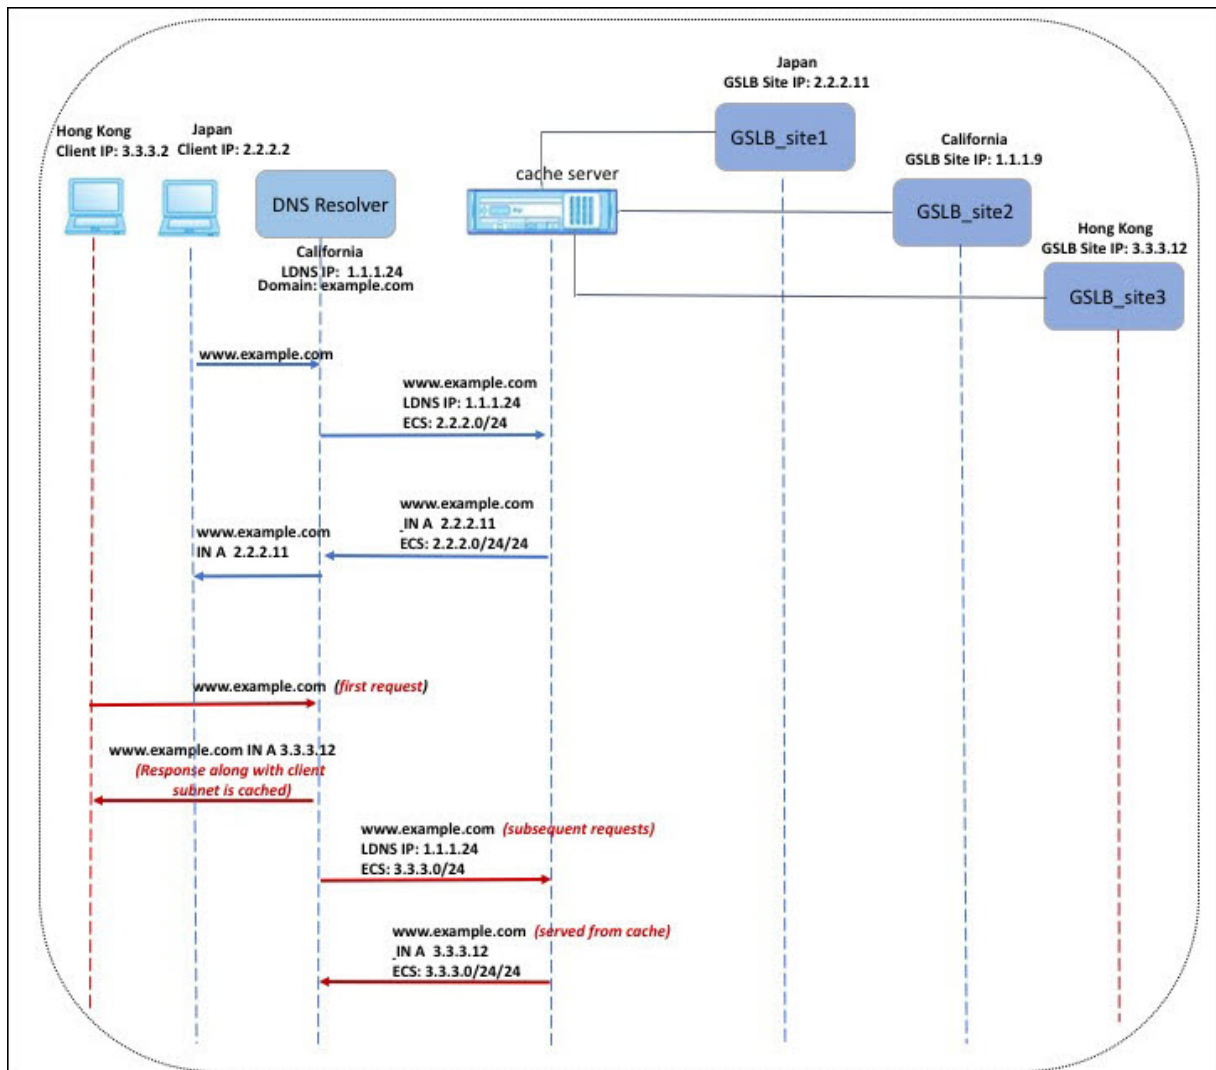 Japan
GSLB Site IP: 2.2.2.11
GSLB_site1
Hong Kong
Client IP: 3.3.3.2
Japan
Client IP: 2.2.2.2
California
GSLB Site IP: 1.1.1.9
GSLB_site2
cache server
DNS Resolver
California
LDNS IP: 1.1.1.24
Domain: example.com
Hong Kong
GSLB Site IP: 3.3.3.12
GSLB_site3
www.example.com
www.example.com
LDNS IP: 1.1.1.24
ECS: 2.2.2.0/24
www.example.com
_IN A 2.2.2.11
ECS: 2.2.2.0/24/24
www.example.com
IN A 2.2.2.11
www.example.com (first request)
www.example.com IN A 3.3.3.12
(Response along with client
subnet is cached)
www.example.com (subsequent requests)
LDNS IP: 1.1.1.24
ECS: 3.3.3.0/24
www.example.com (served from cache)
_IN A 3.3.3.12
ECS: 3.3.3.0/24/24